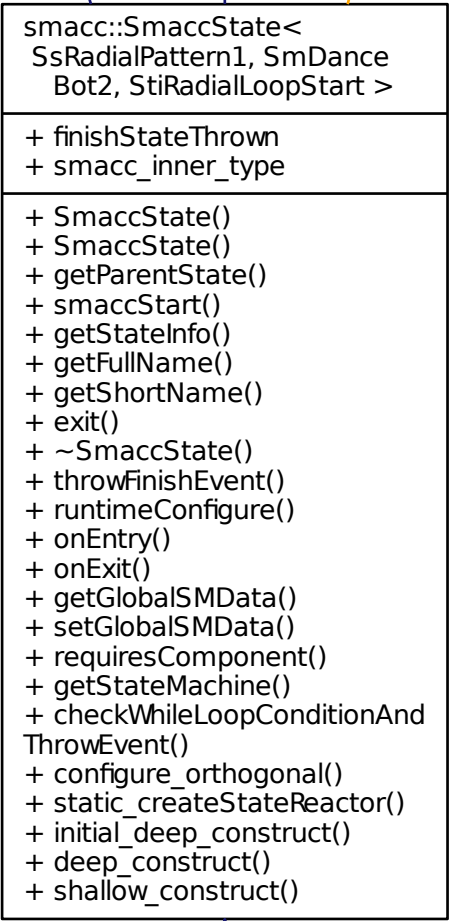 smacc::SmaccState<
SsRadialPattern1, SmDance
Bot2, StiRadialLoopStart >
+ finishStateThrown
+ smacc_inner_type
+ SmaccState()
+ SmaccState()
+ getParentState()
+ smaccStart()
+ getStateInfo()
+ getFullName()
+ getShortName()
+ exit()
+ ~SmaccState()
+ throwFinishEvent()
+ runtimeConfigure()
+ onEntry()
+ onExit()
+ getGlobalSMData()
+ setGlobalSMData()
+ requiresComponent()
+ getStateMachine()
+ checkWhileLoopConditionAnd
ThrowEvent()
+ configure_orthogonal()
+ static_createStateReactor()
+ initial_deep_construct()
+ deep_construct()
+ shallow_construct()